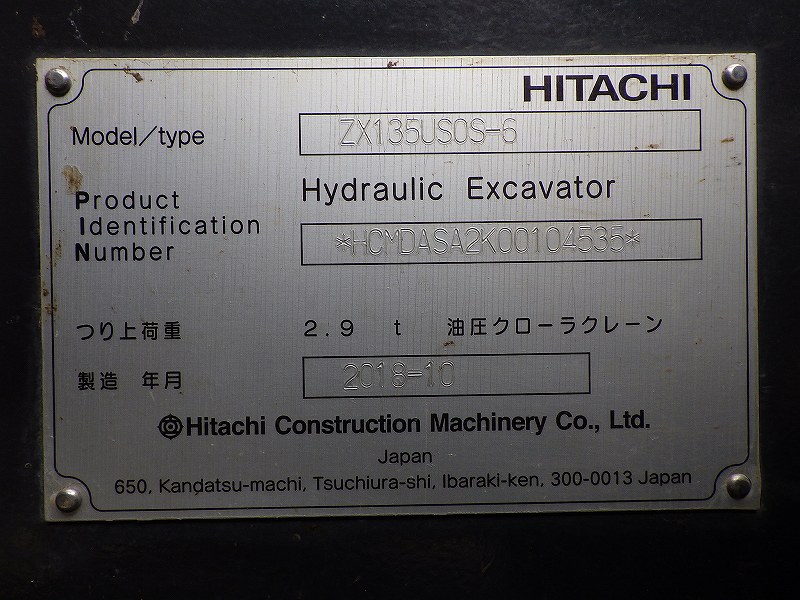 HITACHI
Model/type ZX135USOS-6
Hydraulic Excavator
Product
Identification
Number *HCMDASA2K00104535*
つり上荷重 2.9 t 油圧クローラクレーン
製造 年月 2018-10
Hitachi Construction Machinery Co., Ltd.
Japan
650, Kandatsu-machi, Tsuchiura-shi, Ibaraki-ken, 300-0013 Japan